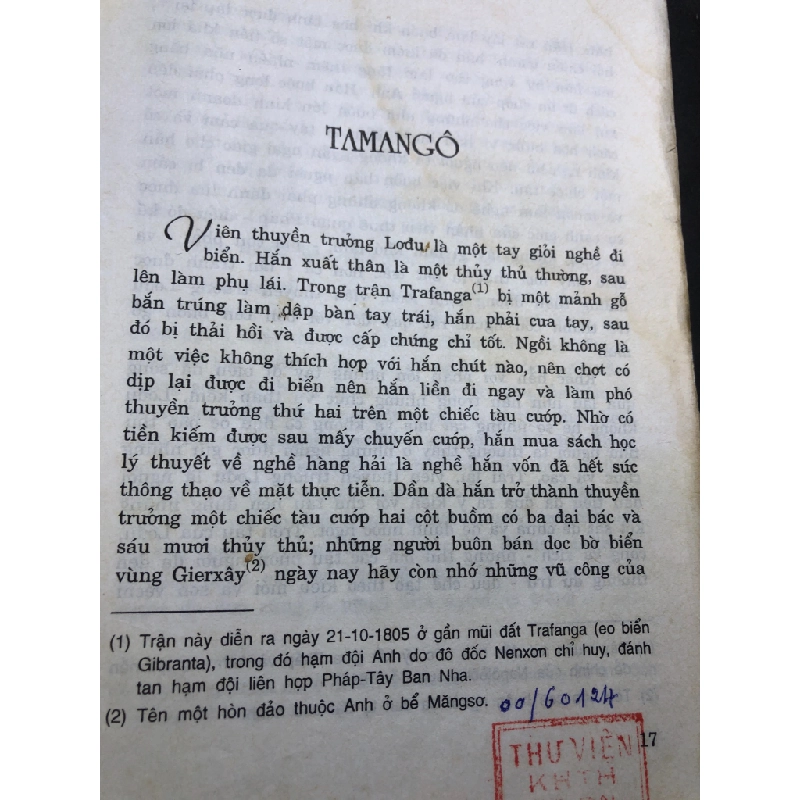 TAMANGÔ
Viên thuyền trưởng Lơđu là một tay giỏi nghề đi
biển. Hắn xuất thân là một thủy thủ thường, sau
lên làm phụ lái. Trong trận Trafanga(1) bị một mảnh gỗ
bắn trúng làm dập bàn tay trái, hắn phải cưa tay, sau
đó bị thải hồi và được cấp chứng chỉ tốt. Ngồi không là
một việc không thích hợp với hắn chút nào, nên chợt có
dịp lại được đi biển nên hắn liền đi ngay và làm phó
thuyền trưởng thứ hai trên một chiếc tàu cướp. Nhờ có
tiền kiếm được sau mấy chuyến cướp, hắn mua sách học
lý thuyết về nghề hàng hải là nghề hắn vốn đã hết sức
thông thạo về mặt thực tiễn. Dần dà hắn trở thành thuyền
trưởng một chiếc tàu cướp hai cột buồm có ba đại bác và
sáu mươi thủy thủ; những người buôn bán dọc bờ biển
vùng Gierxây(2) ngày nay hãy còn nhớ những vũ công của
(1) Trận này diễn ra ngày 21-10-1805 ở gần mũi đất Trafanga (eo biển
Gibranta), trong đó hạm đội Anh do đô đốc Nenxơn chỉ huy, đánh
tan hạm đội liên hợp Pháp-Tây Ban Nha.
(2) Tên một hòn đảo thuộc Anh ở bể Măngsơ.
00/60124
17
THƯ VIỆN
KHTH